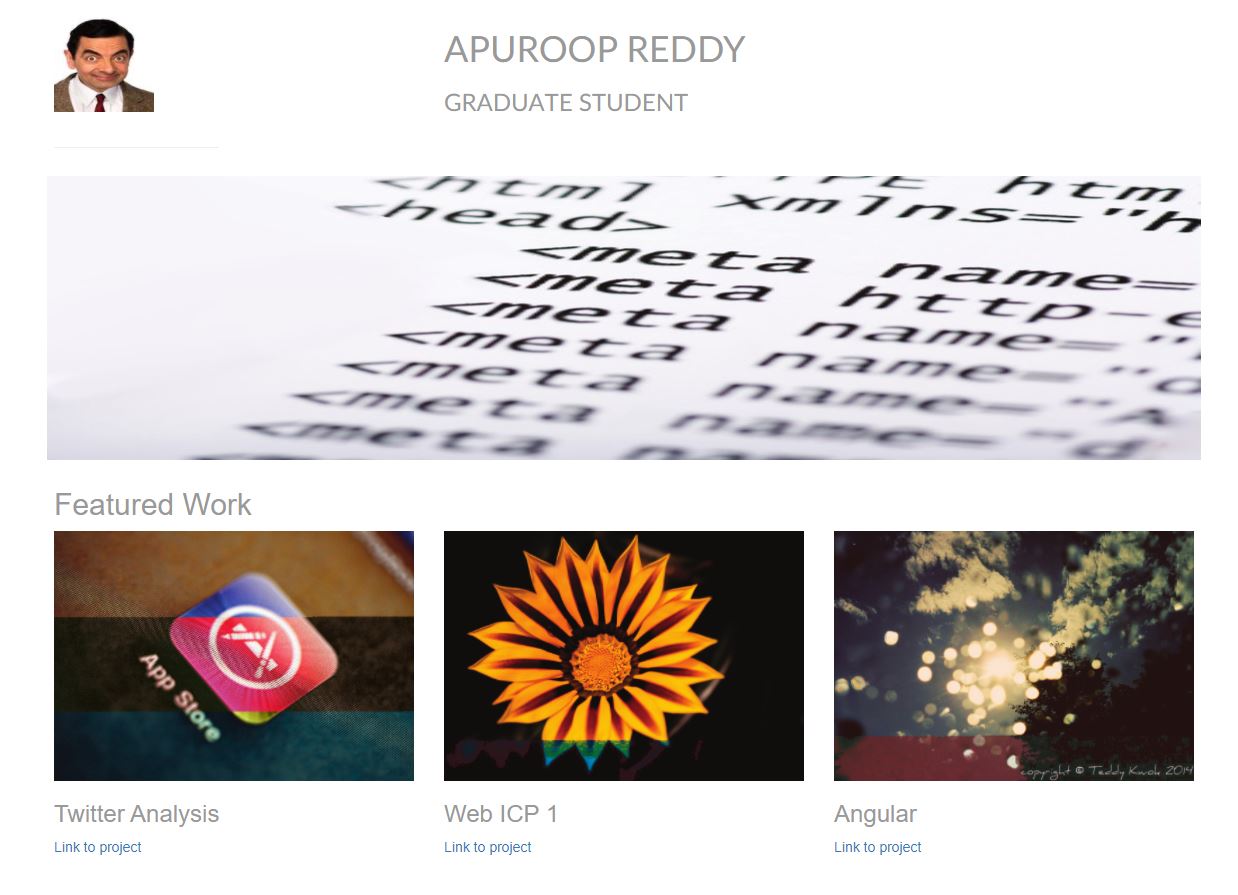 APUROOP REDDY
GRADUATE STUDENT
<html
<head>
xmlns="h
<meta name=
<meta http-e
<meta name="
<meta name="d
<meta name="A
<meta name="d
<meta
Featured Work
App Store
copyright © Teddy Kwok 2014
Twitter Analysis
Web ICP 1
Angular
Link to project
Link to project
Link to project